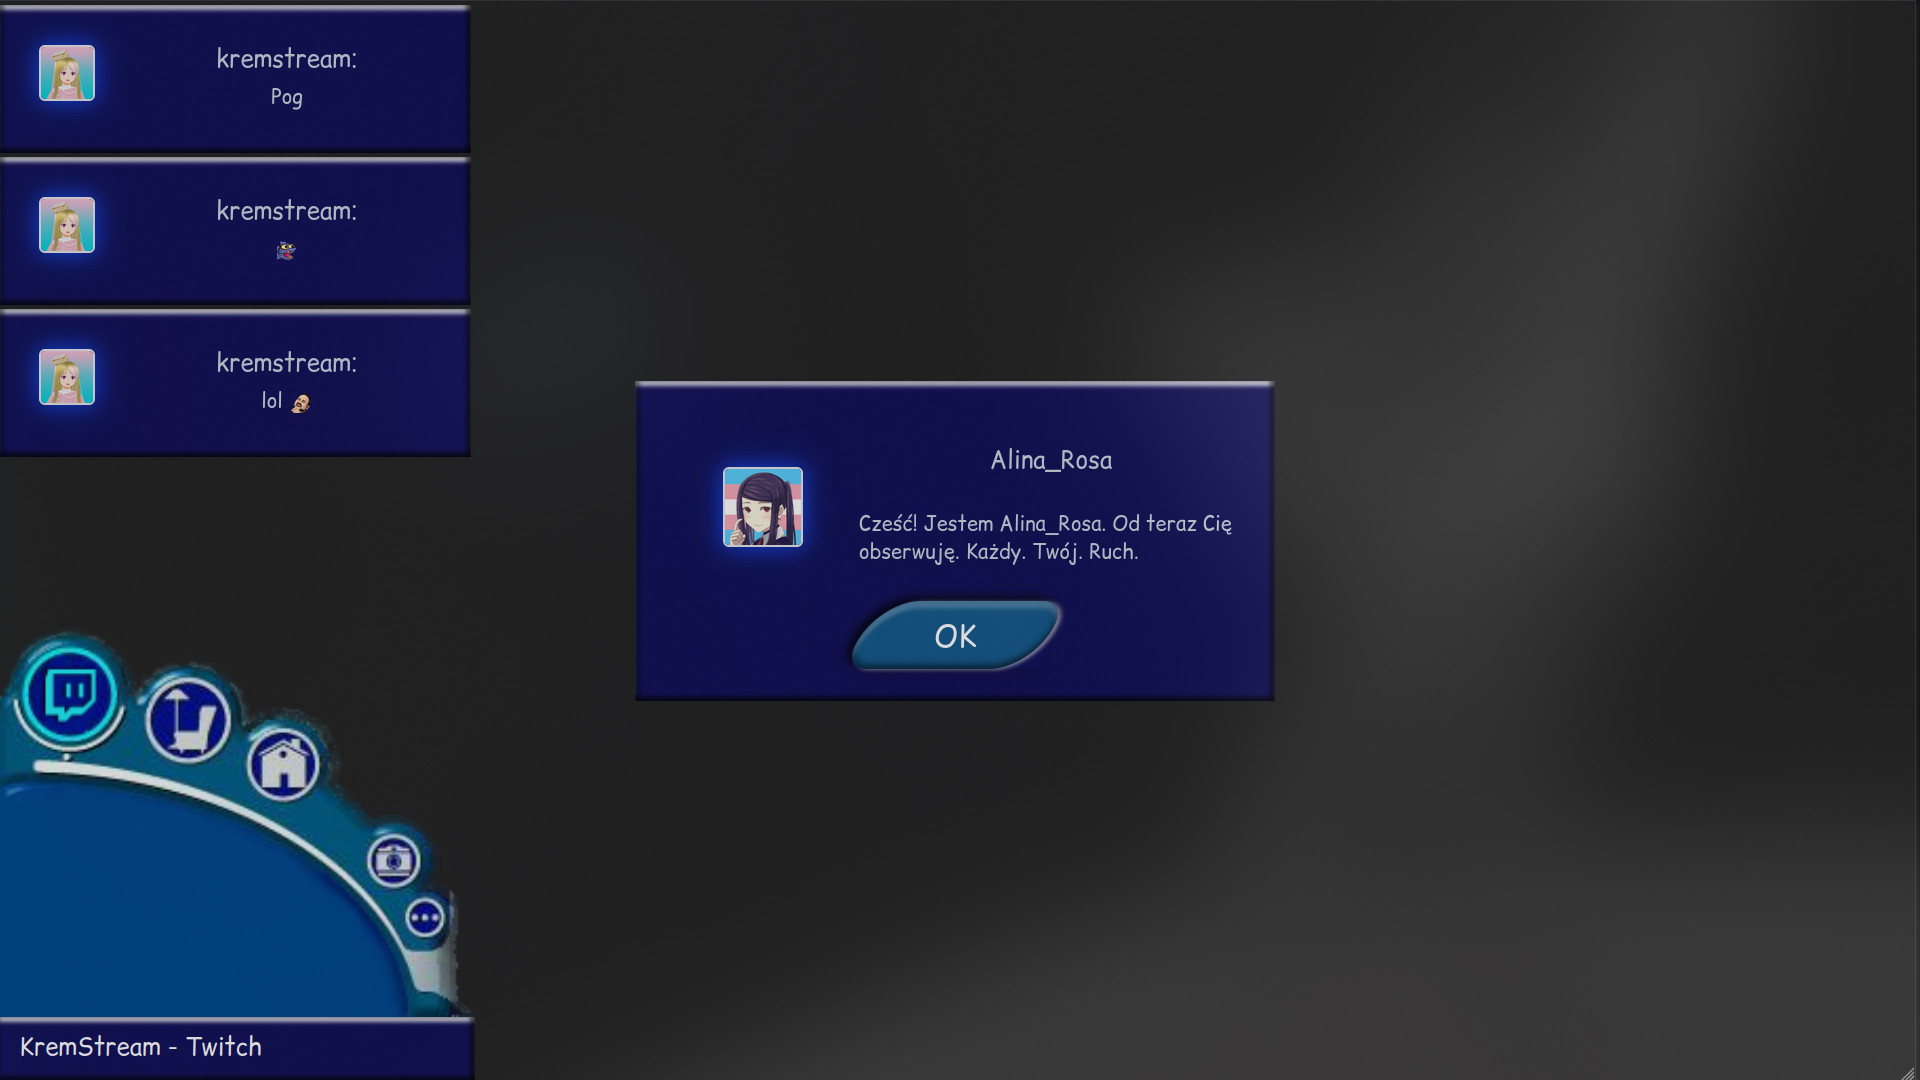 kremstream:
Pog
kremstream:
kremstream:
lol
Alina_Rosa
Cześć! Jestem Alina_Rosa. Od teraz Cię
obserwuję. Każdy. Twój. Ruch.
OK
KremStream - Twitch